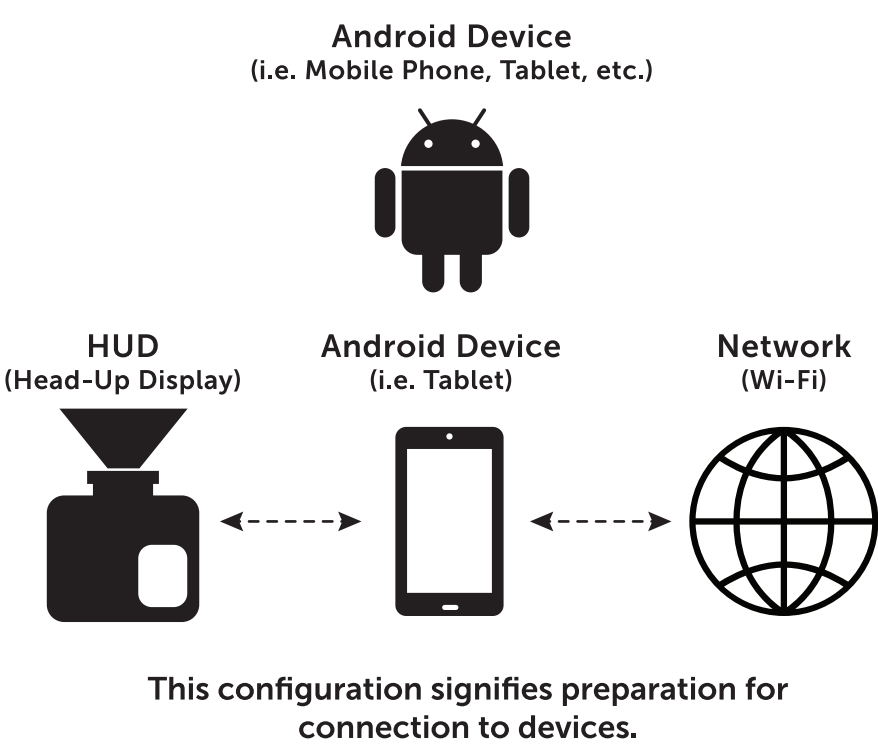 Android Device
(i.e. Mobile Phone, Tablet, etc.)
HUD
(Head-Up Display)
Android Device
(i.e. Tablet)
Network
(Wi-Fi)
This configuration signifies preparation for
connection to devices.